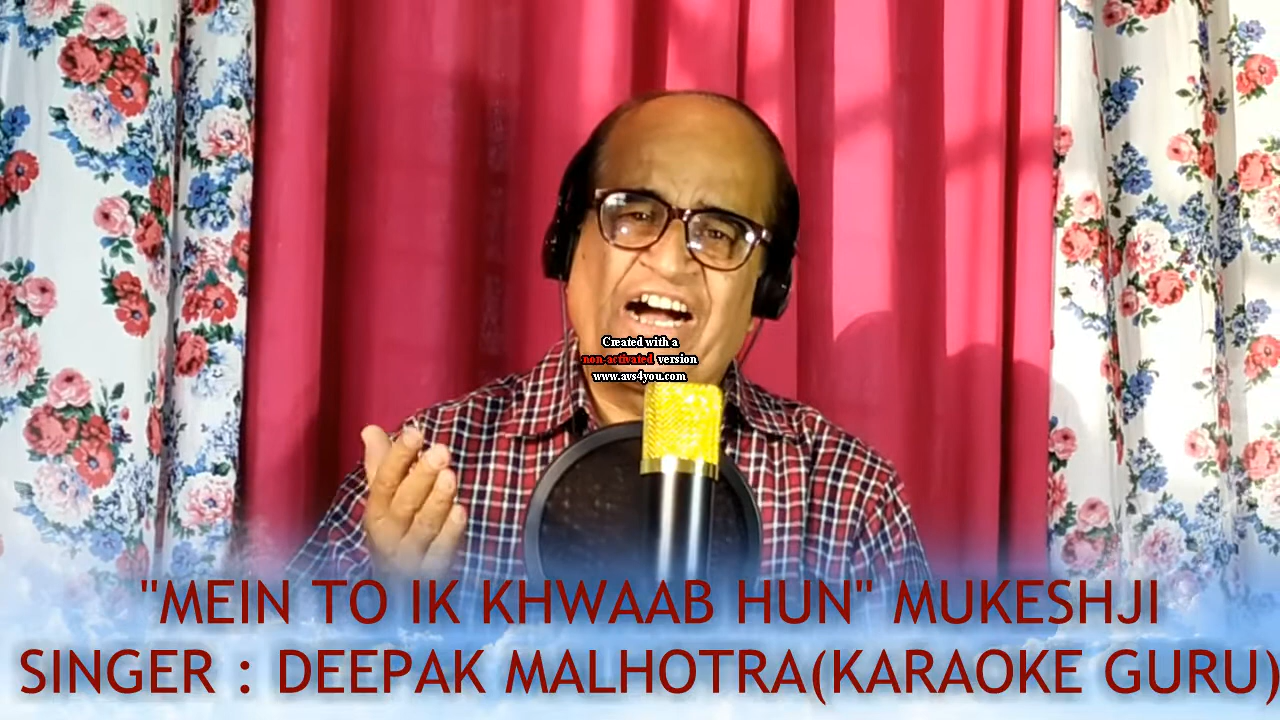 Created with a
non-activated version
www.avs4you.com
"MEIN TO IK KHWAAB HUN" MUKESHJI
SINGER : DEEPAK MALHOTRA(KARAOKE GURU)